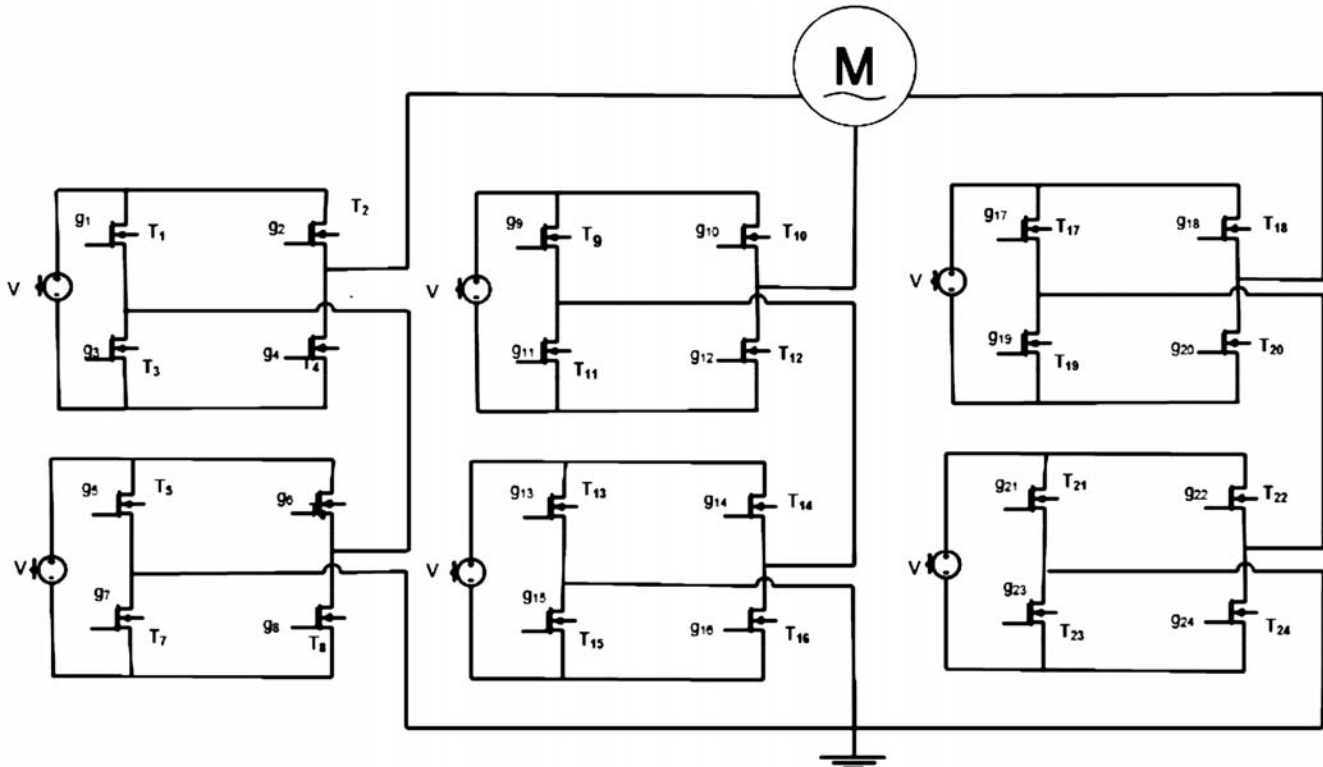 M
g1 T1 g2 T2
g9 T9 g10 T10
g17 T17 g18 T18
V
V
V
g3 T3 g4 T4
g11 T11 g12 T12
g19 T19 g20 T20
g5 T5 g6
g13 T13 g14 T14
g21 T21 g22 T22
V
V
V
g7 T7 g8 T8
g15 T15 g16 T16
g23 T23 g24 T24